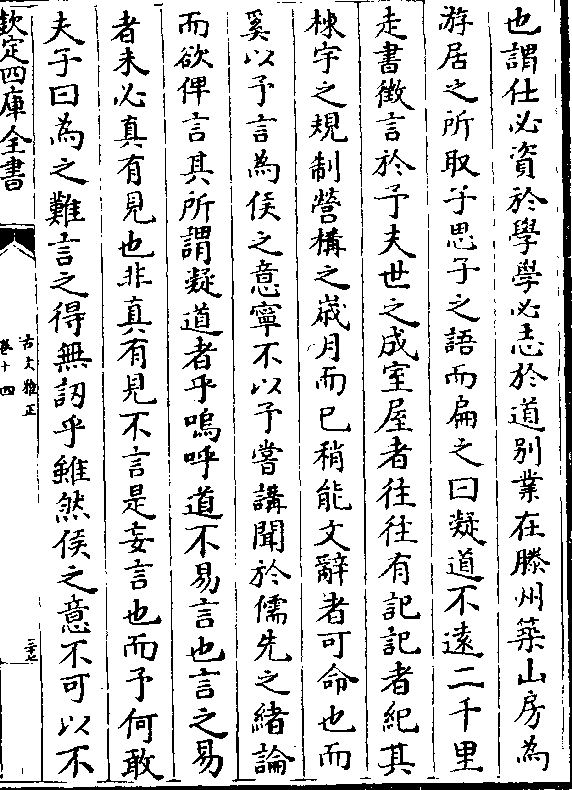 也謂仕必資於學學必志於道别業在滕州築山房為
游居之所取子思子之語而扁之曰凝道不逺二千里
走書徴言於予夫世之成室屋者往往有記記者紀其
棟宇之規制營構之嵗月而已稍能文辭者可命也而
奚以予言為侯之意寧不以予嘗講聞於儒先之緒論
而欲俾言其所謂凝道者乎嗚呼道不易言也言之易
者未必真有見也非真有見不言是妄言也而予何敢
夫子曰為之難言之得無訒乎雖然侯之意不可以不
欽定四庫全書
古文雅正
卷十四
二十七